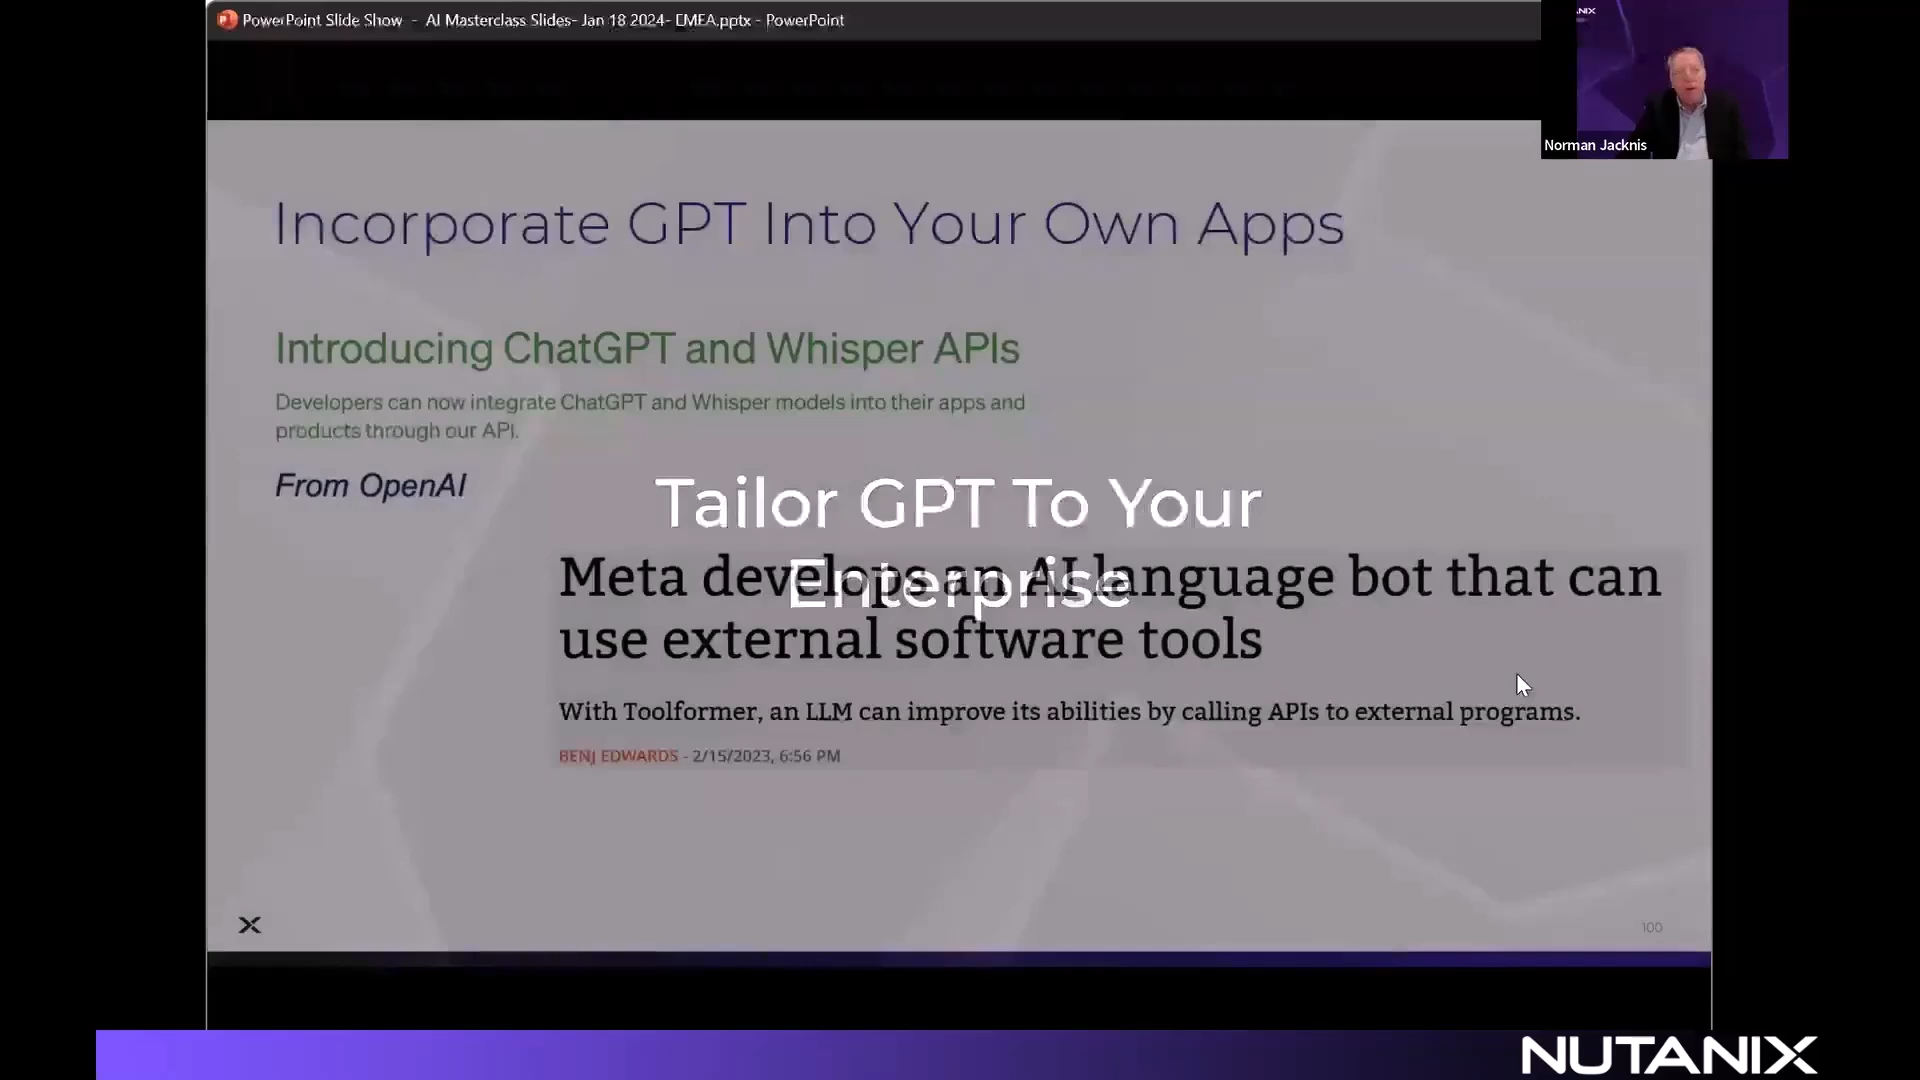 PowerPoint Slide Show - AI Masterclass Slides- Jan 18 2024- EMEA.pptx - PowerPoint
NIX
Norman Jacknis
Incorporate GPT Into Your Own Apps
Introducing ChatGPT and Whisper APIs
Developers can now integrate ChatGPT and Whisper models into their apps and
products through our API.
From OpenAI
Tailor GPT To Your
Enterprise
Meta develops an AI language bot that can
use external software tools
With Toolformer, an LLM can improve its abilities by calling APIs to external programs.
BENJ EDWARDS - 2/15/2023, 6:56 PM
100
NUTANIX